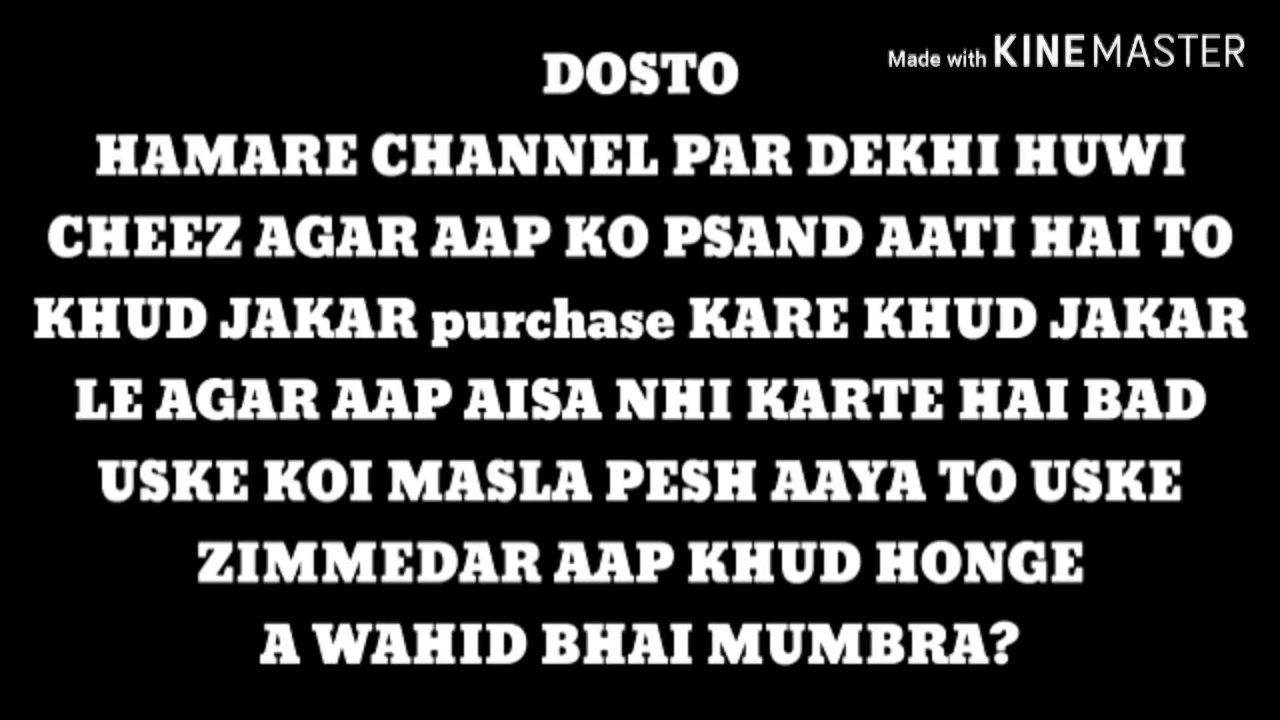 Made with KINEMASTER
DOSTO
HAMARE CHANNEL PAR DEKHI HUWI
CHEEZ AGAR AAP KO PSAND AATI HAI TO
KHUD JAKAR purchase KARE KHUD JAKAR
LE AGAR AAP AISA NHI KARTE HAI BAD
USKE KOI MASLA PESH AAYA TO USKE
ZIMMEDAR AAP KHUD HONGE
A WAHID BHAI MUMBRA?